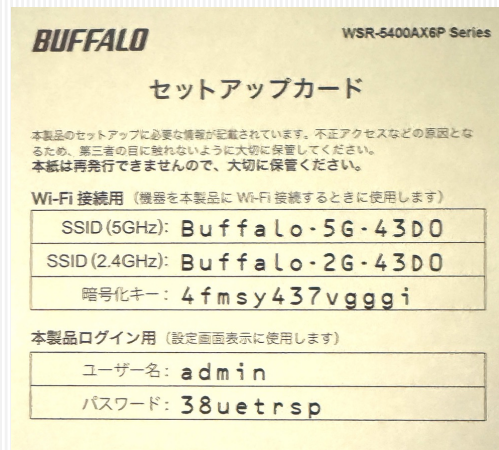 BUFFALO
WSR-5400AX6P Series
セットアップカード
本製品のセットアップに必要な情報が記載されています。不正アクセスなどの原因とな
るため、第三者の目に触れないように大切に保管してください。
本紙は再発行できませんので、大切に保管ください。
Wi-Fi 接続用（機器を本製品に Wi-Fi 接続するときに使用します）
SSID (5GHz): Buffalo-5G-43D0
SSID (2.4GHz): Buffalo-2G-43D0
暗号化キー: 4fmsy437vgggi
本製品ログイン用（設定画面表示に使用します）
ユーザー名: admin
パスワード: 38uetrsp